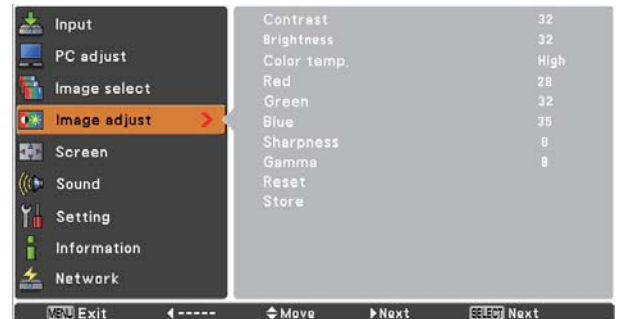 Input
PC adjust
Image select
Image adjust
Screen
Sound
Setting
Information
Network
Contrast 32
Brightness 32
Color temp. High
Red 28
Green 32
Blue 35
Sharpness 8
Gamma 8
Reset
Store
MENU Exit ◀----- ◆Move ▶Next SELECT Next